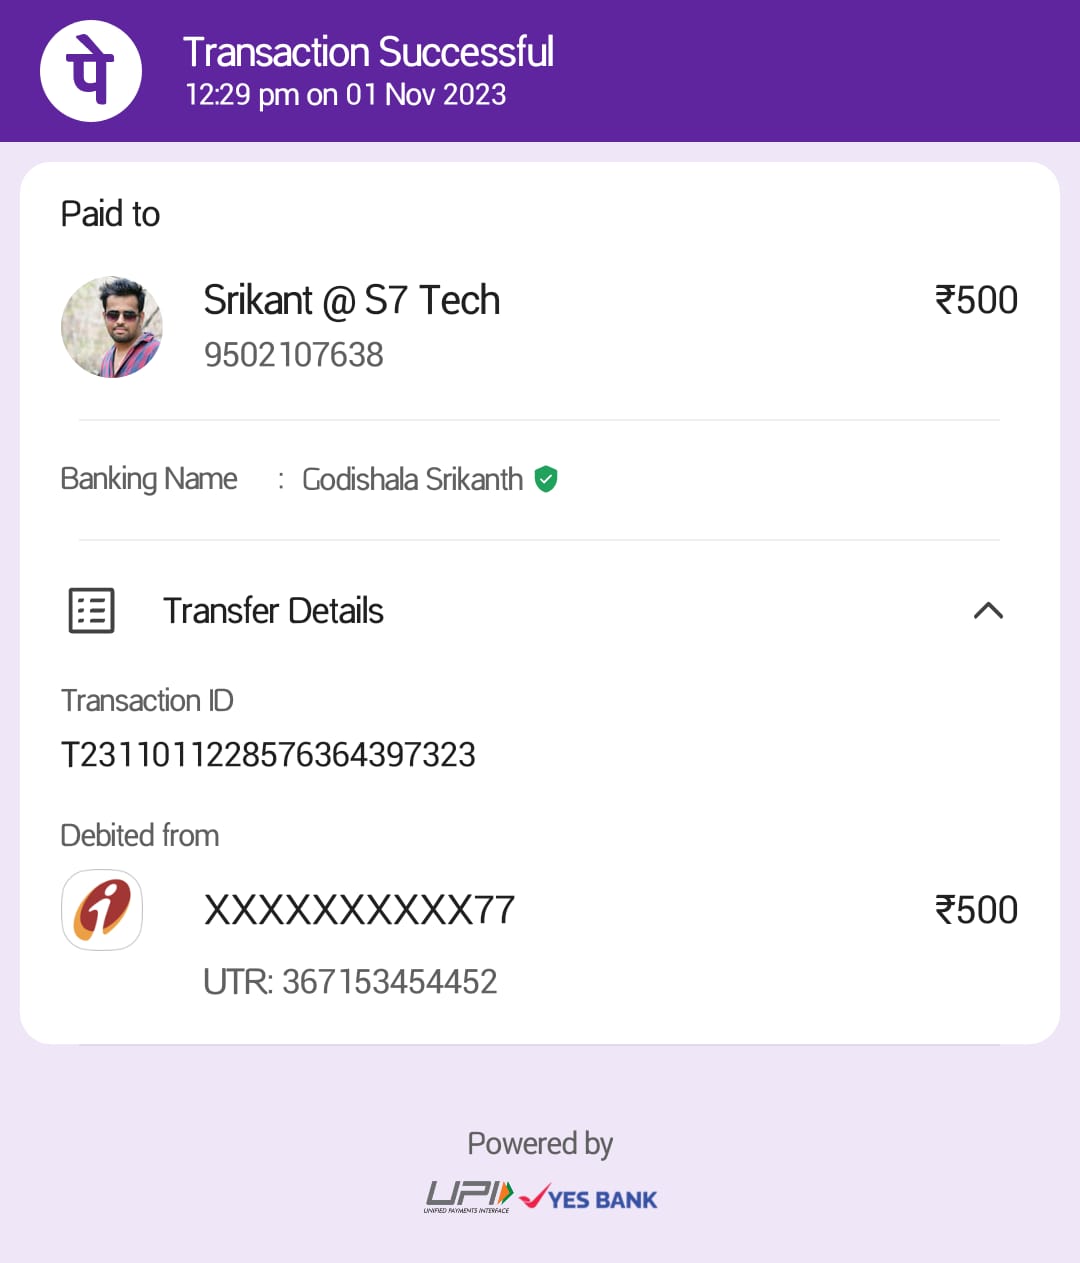 पे
Transaction Successful
12:29 pm on 01 Nov 2023
Paid to
Srikant @ S7 Tech
₹500
9502107638
Banking Name : Godishala Srikanth
Transfer Details
Transaction ID
T2311011228576364397323
Debited from
XXXXXXXXXX77
₹500
UTR: 367153454452
Powered by
UPI
UNIFIED PAYMENTS INTERFACE
YES BANK